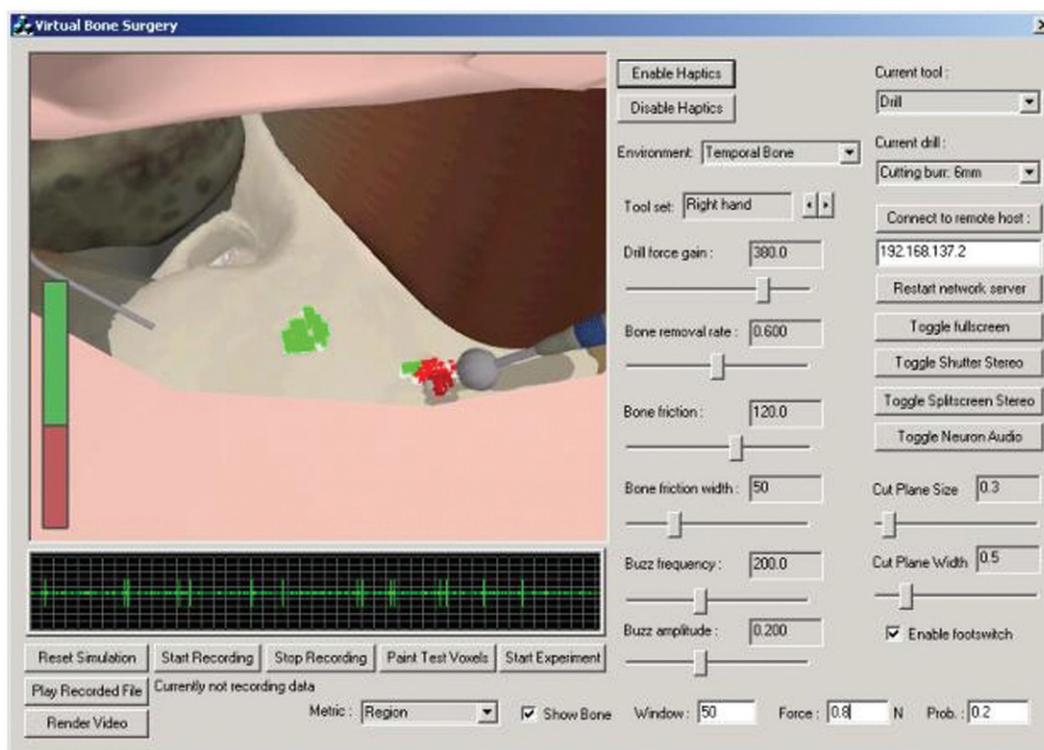 Virtual Bone Surgery
Enable Haptics
Disable Haptics
Environment: Temporal Bone
Tool set: Right hand
Drill force gain : 380.0
Bone removal rate : 0.600
Bone friction : 120.0
Bone friction width : 50
Buzz frequency : 200.0
Buzz amplitude : 0.200
Current tool :
Drill
Current drill :
Cutting burr: 6mm
Connect to remote host :
192.168.137.2
Restart network server
Toggle fullscreen
Toggle Shutter Stereo
Toggle Splitscreen Stereo
Toggle Neuron Audio
Cut Plane Size 0.3
Cut Plane Width 0.5
Enable footswitch
Reset Simulation Start Recording Stop Recording Paint Test Voxels Start Experiment
Play Recorded File Currently not recording data
Render Video
Metric : Region Show Bone Window : 50 Force : 0.8 N Prob. : 0.2